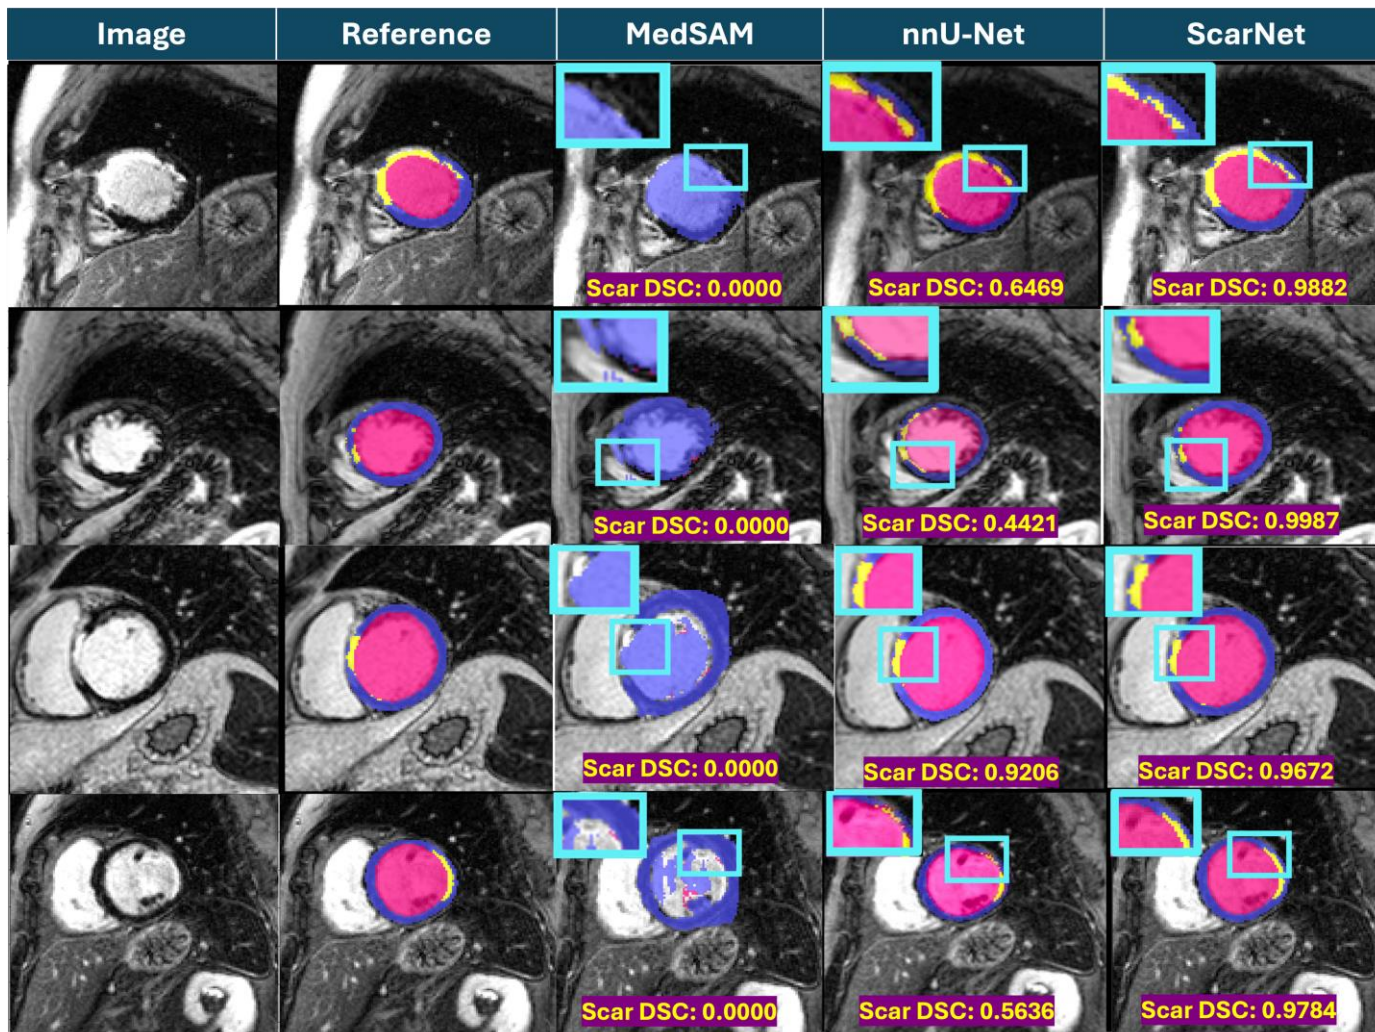 Image Reference MedSAM nnU-Net ScarNet
Scar DSC: 0.0000 Scar DSC: 0.6469 Scar DSC: 0.9882
Scar DSC: 0.0000 Scar DSC: 0.4421 Scar DSC: 0.9987
Scar DSC: 0.0000 Scar DSC: 0.9206 Scar DSC: 0.9672
Scar DSC: 0.0000 Scar DSC: 0.5636 Scar DSC: 0.9784